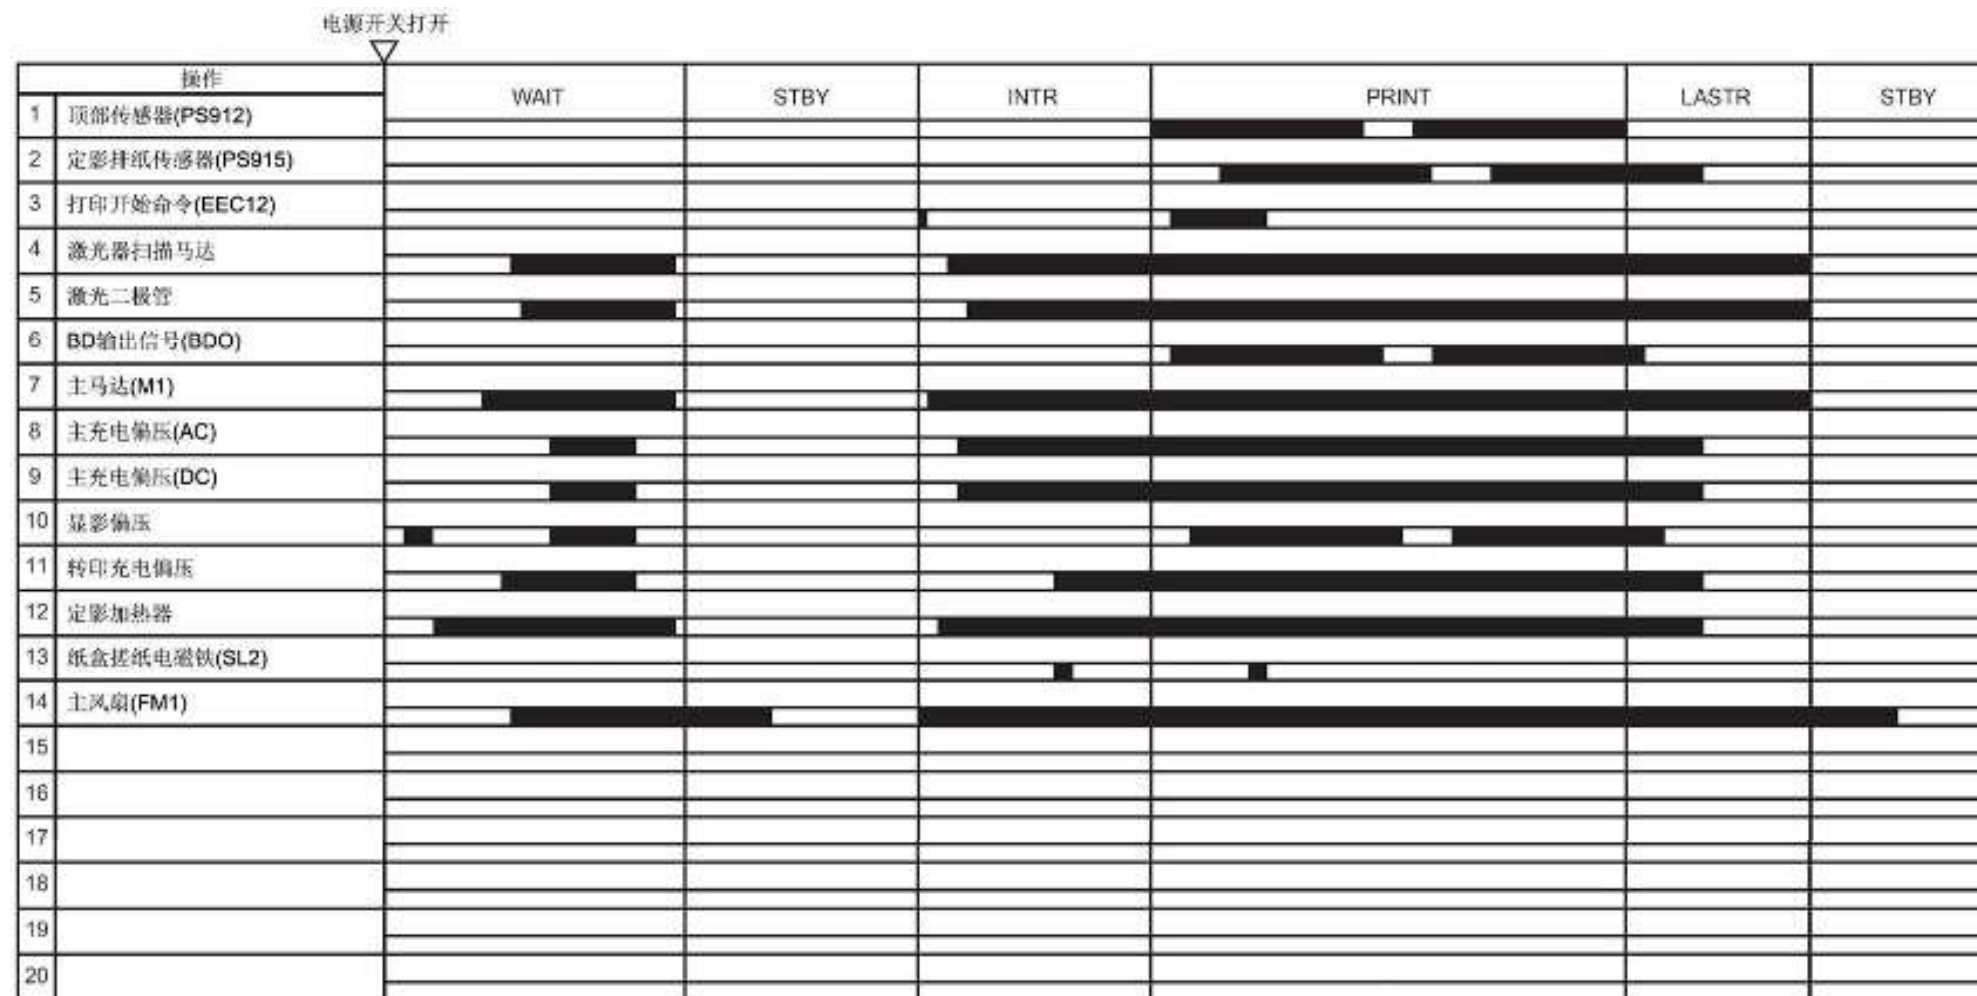 电源开关打开
操作 WAIT STBY INTR PRINT LASTR STBY
1 顶部传感器(PS912)
2 定影排纸传感器(PS915)
3 打印开始命令(EEC12)
4 激光器扫描马达
5 激光二极管
6 BD输出信号(BDO)
7 主马达(M1)
8 主充电偏压(AC)
9 主充电偏压(DC)
10 显影偏压
11 转印充电偏压
12 定影加热器
13 纸盒搓纸电磁铁(SL2)
14 主风扇(FM1)
15
16
17
18
19
20